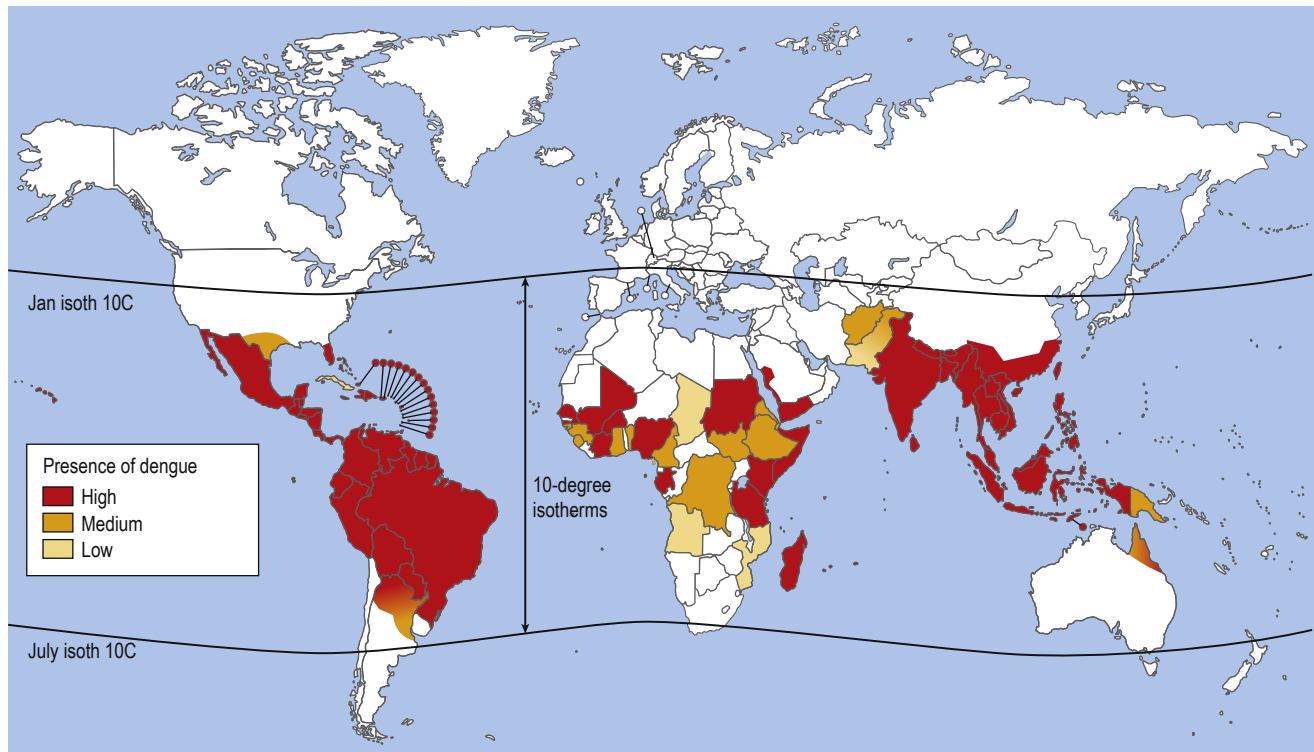 Jan isoth 10C
Presence of dengue
High
Medium
Low
10-degree
isotherms
July isoth 10C